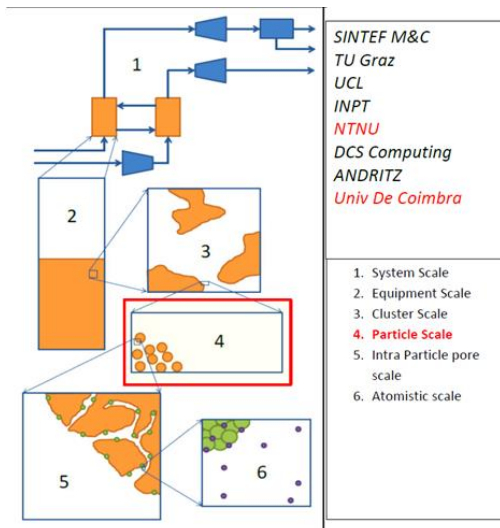 1
2
3
4
5
6
SINTEF M&C
TU Graz
UCL
INPT
NTNU
DCS Computing
ANDRITZ
Univ De Coimbra
1. System Scale
2. Equipment Scale
3. Cluster Scale
4. Particle Scale
5. Intra Particle pore
scale
6. Atomistic scale